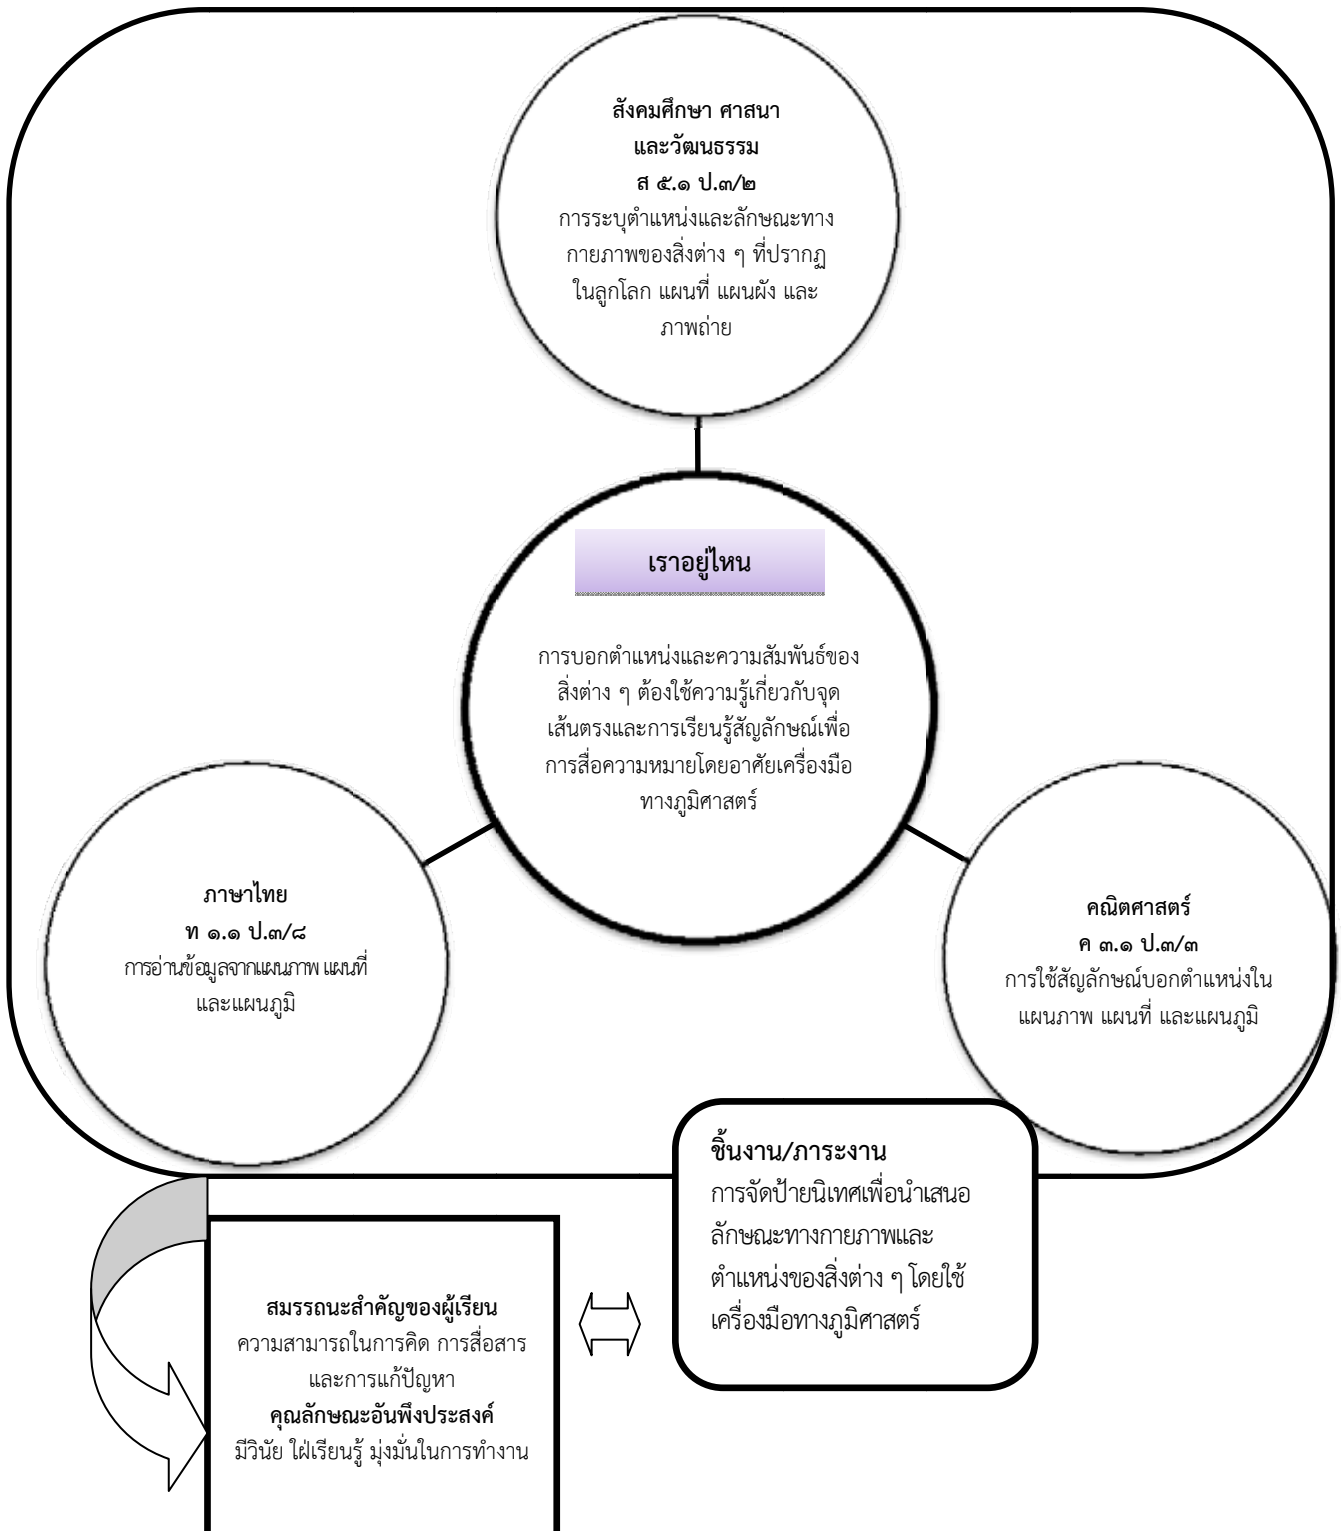 สังคมศึกษา ศาสนา
และวัฒนธรรม
ส ๕.๑ ป.๓/๒
การระบุตำแหน่งและลักษณะทาง
กายภาพของสิ่งต่าง ๆ ที่ปรากฏ
ในลูกโลก แผนที่ แผนผัง และ
ภาพถ่าย
เราอยู่ไหน
การบอกตำแหน่งและความสัมพันธ์ของ
สิ่งต่าง ๆ ต้องใช้ความรู้เกี่ยวกับจุด
เส้นตรงและการเรียนรู้สัญลักษณ์เพื่อ
การสื่อความหมายโดยอาศัยเครื่องมือ
ทางภูมิศาสตร์
ภาษาไทย
ท ๑.๑ ป.๓/๘
การอ่านข้อมูลจากแผนภาพ แผนที่
และแผนภูมิ
คณิตศาสตร์
ค ๓.๑ ป.๓/๓
การใช้สัญลักษณ์บอกตำแหน่งใน
แผนภาพ แผนที่ และแผนภูมิ
ชิ้นงาน/ภาระงาน
การจัดป้ายนิเทศเพื่อนำเสนอ
ลักษณะทางกายภาพและ
ตำแหน่งของสิ่งต่าง ๆ โดยใช้
เครื่องมือทางภูมิศาสตร์
สมรรถนะสำคัญของผู้เรียน
ความสามารถในการคิด การสื่อสาร
และการแก้ปัญหา
คุณลักษณะอันพึงประสงค์
มีวินัย ใฝ่เรียนรู้ มุ่งมั่นในการทำงาน